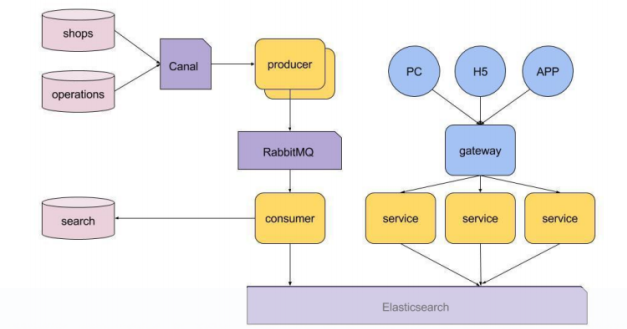 shops
operations
Canal
producer
RabbitMQ
search
consumer
PC
H5
APP
gateway
service
service
service
Elasticsearch